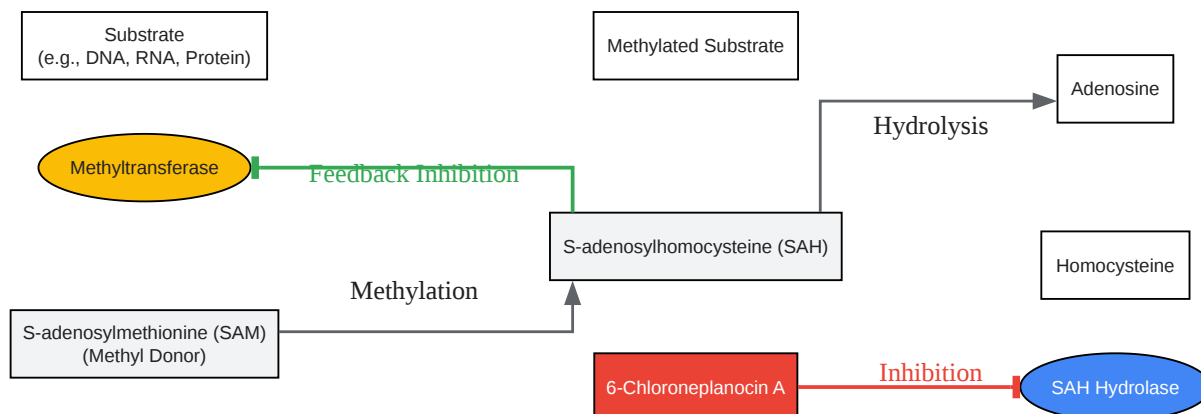 Substrate
(e.g., DNA, RNA, Protein)
Methylated Substrate
Adenosine
Hydrolysis
Methyltransferase
Feedback Inhibition
S-adenosylhomocysteine (SAH)
Homocysteine
Methylation
S-adenosylmethionine (SAM)
(Methyl Donor)
6-Chloroneplanocin A
Inhibition
SAH Hydrolase